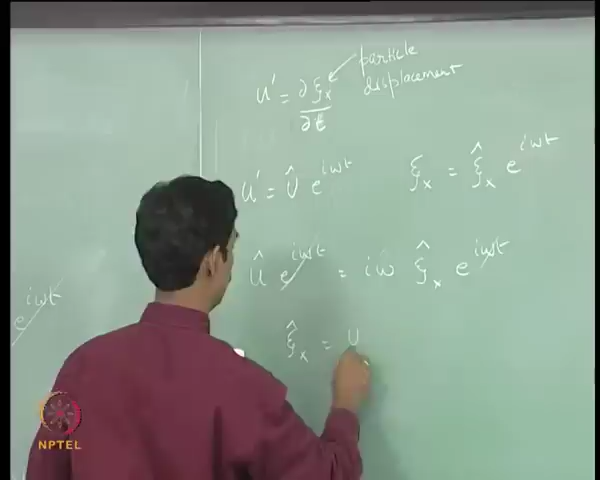 particle
displacement
u' = ∂ξₓ / ∂t
u' = Û e^{iωt}    ξₓ = ξ̂ₓ e^{iωt}
Û e^{iωt} = iω ξ̂ₓ e^{iωt}
e^{iωt}
ξ̂ₓ = U
NPTEL